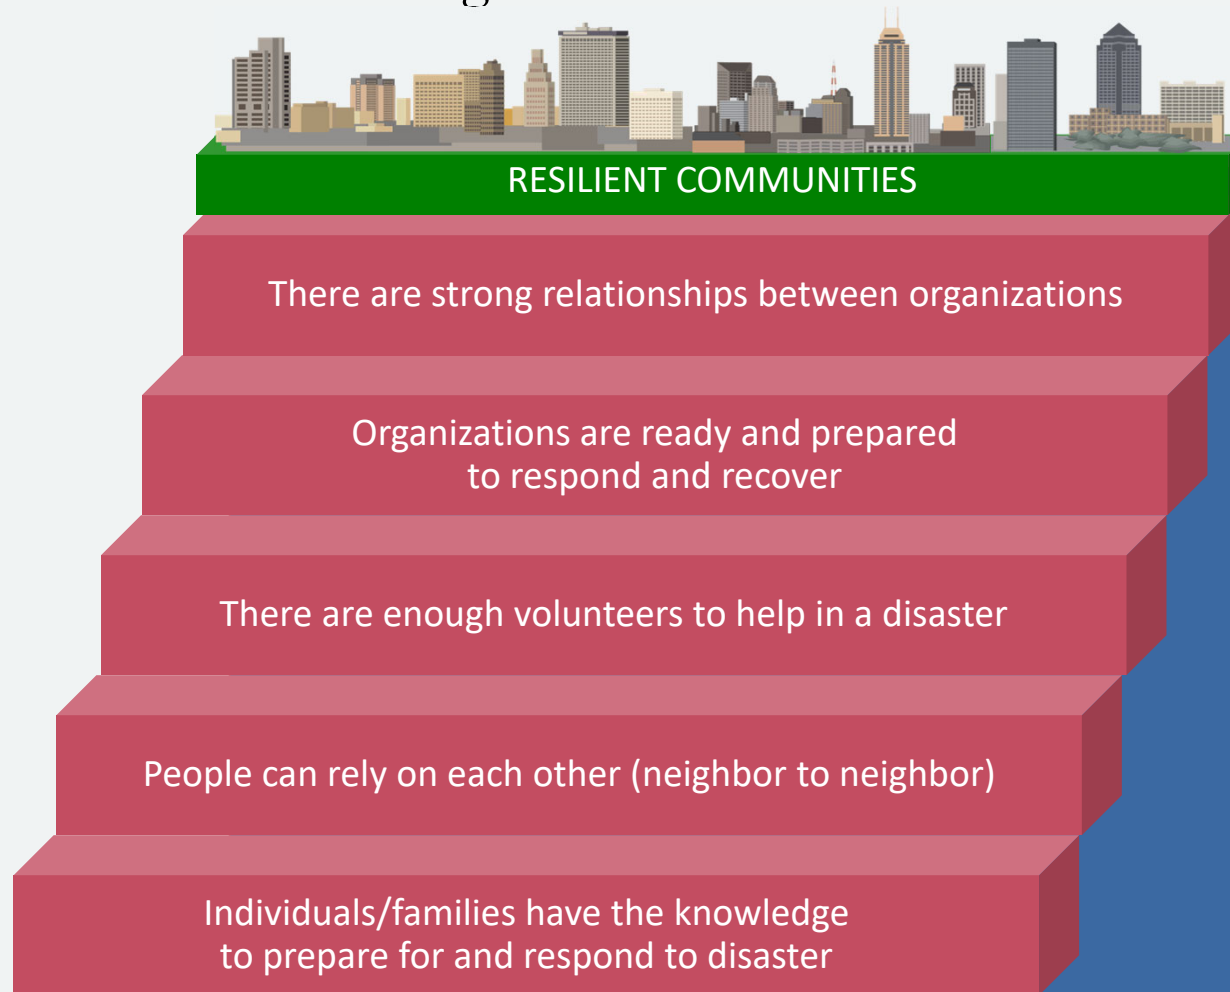 RESILIENT COMMUNITIES
There are strong relationships between organizations
Organizations are ready and prepared
to respond and recover
There are enough volunteers to help in a disaster
People can rely on each other (neighbor to neighbor)
Individuals/families have the knowledge
to prepare for and respond to disaster